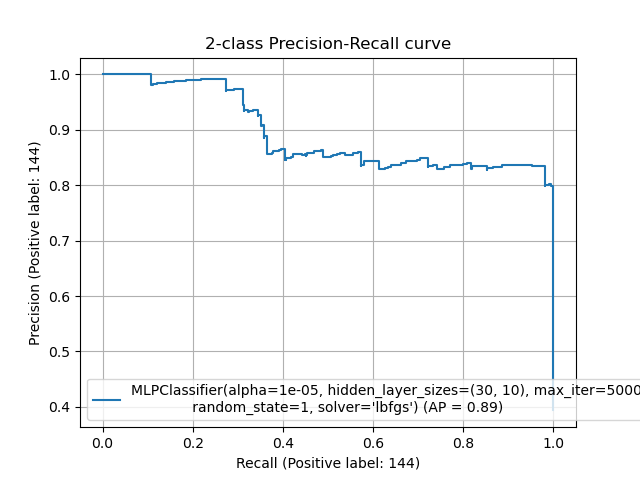 2-class Precision-Recall curve
1.0
0.9
0.8
0.7
0.6
0.5
0.4
Precision (Positive label: 144)
MLPClassifier(alpha=1e-05, hidden_layer_sizes=(30, 10), max_iter=5000
random_state=1, solver='lbfgs') (AP = 0.89)
0.0 0.2 0.4 0.6 0.8 1.0
Recall (Positive label: 144)